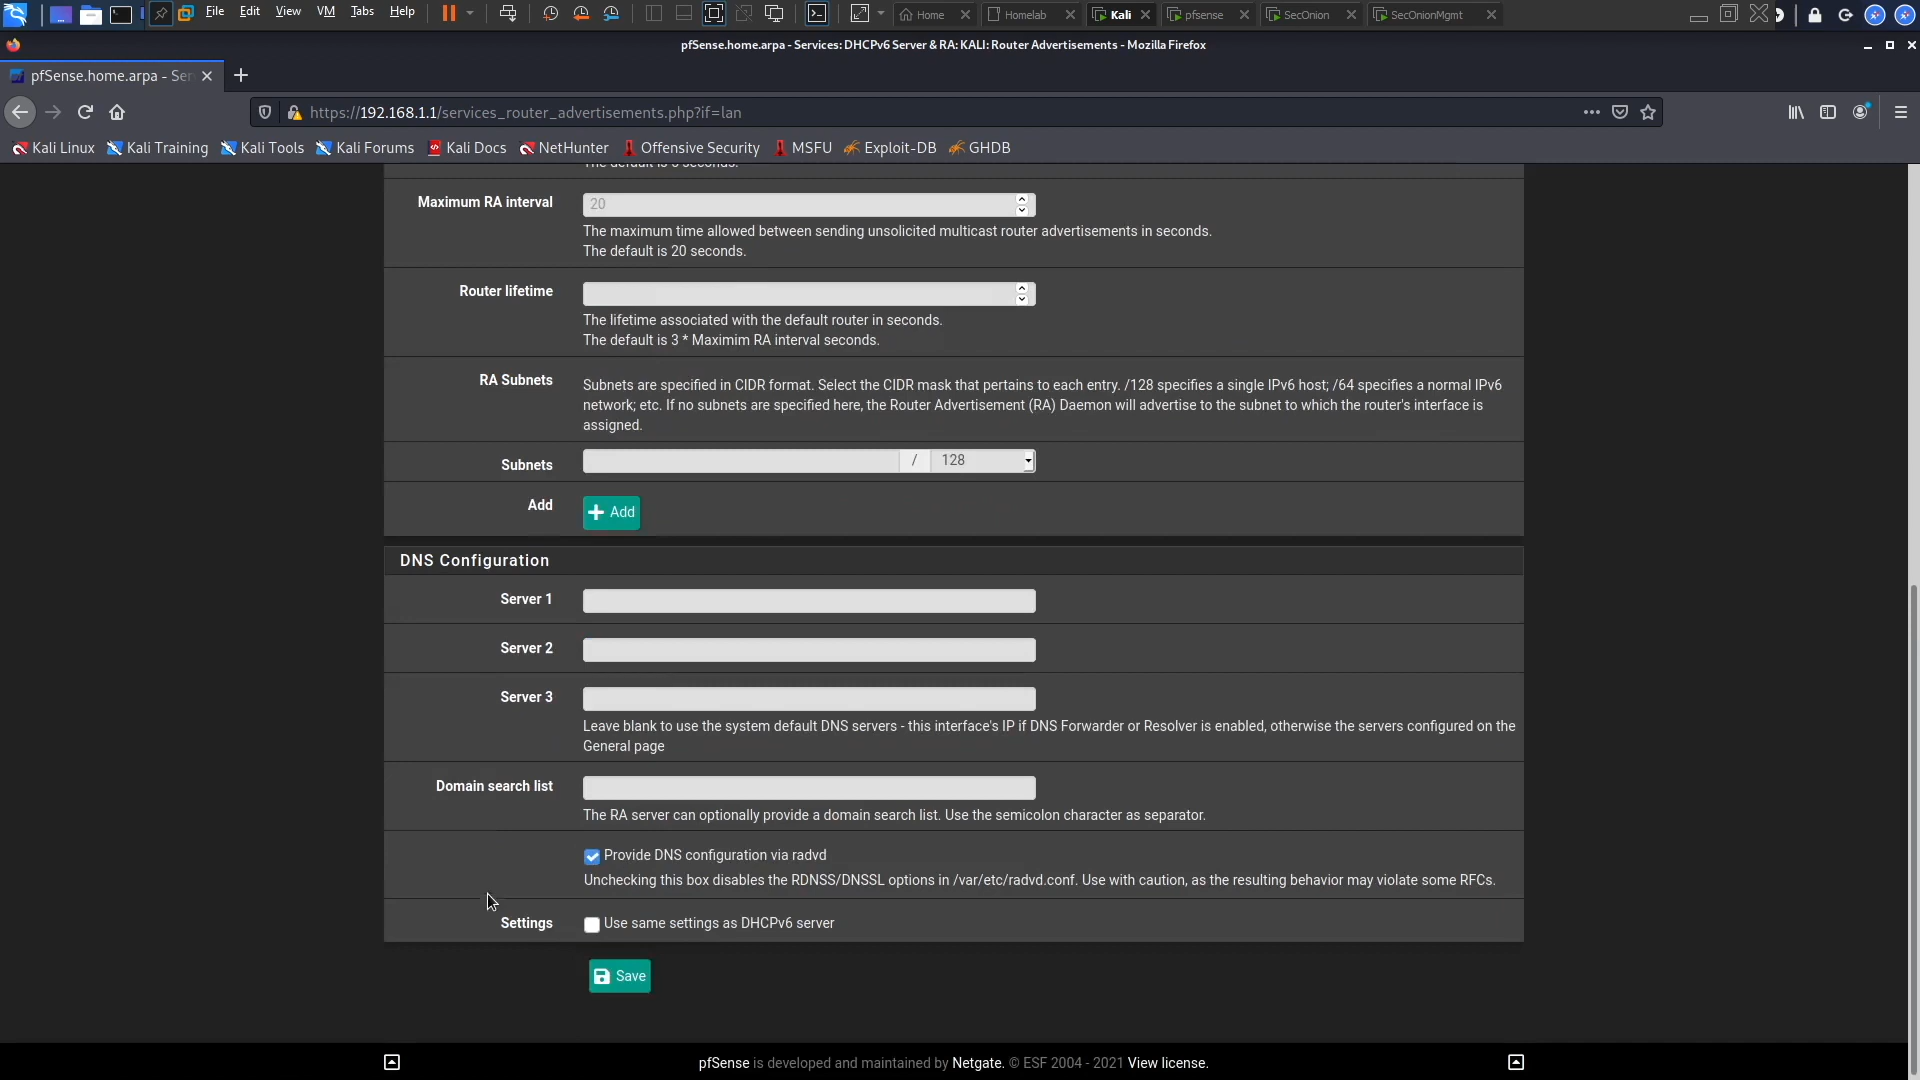 File Edit View VM Tabs Help
Home Homelab Kali pfsense SecOnion SecOnionMgmt
pfSense.home.arpa - Services: DHCPv6 Server & RA: KALI: Router Advertisements - Mozilla Firefox
pfSense.home.arpa - Ser
https://192.168.1.1/services_router_advertisements.php?if=lan
Kali Linux Kali Training Kali Tools Kali Forums Kali Docs NetHunter Offensive Security MSFU Exploit-DB GHDB
Maximum RA interval
20
The maximum time allowed between sending unsolicited multicast router advertisements in seconds.
The default is 20 seconds.
Router lifetime
The lifetime associated with the default router in seconds.
The default is 3 * Maximim RA interval seconds.
RA Subnets
Subnets are specified in CIDR format. Select the CIDR mask that pertains to each entry. /128 specifies a single IPv6 host; /64 specifies a normal IPv6
network; etc. If no subnets are specified here, the Router Advertisement (RA) Daemon will advertise to the subnet to which the router's interface is
assigned.
Subnets
/ 128
Add
Add
DNS Configuration
Server 1
Server 2
Server 3
Leave blank to use the system default DNS servers - this interface's IP if DNS Forwarder or Resolver is enabled, otherwise the servers configured on the
General page
Domain search list
The RA server can optionally provide a domain search list. Use the semicolon character as separator.
Provide DNS configuration via radvd
Unchecking this box disables the RDNSS/DNSSL options in /var/etc/radvd.conf. Use with caution, as the resulting behavior may violate some RFCs.
Settings
Use same settings as DHCPv6 server
Save
pfSense is developed and maintained by Netgate. © ESF 2004 - 2021 View license.